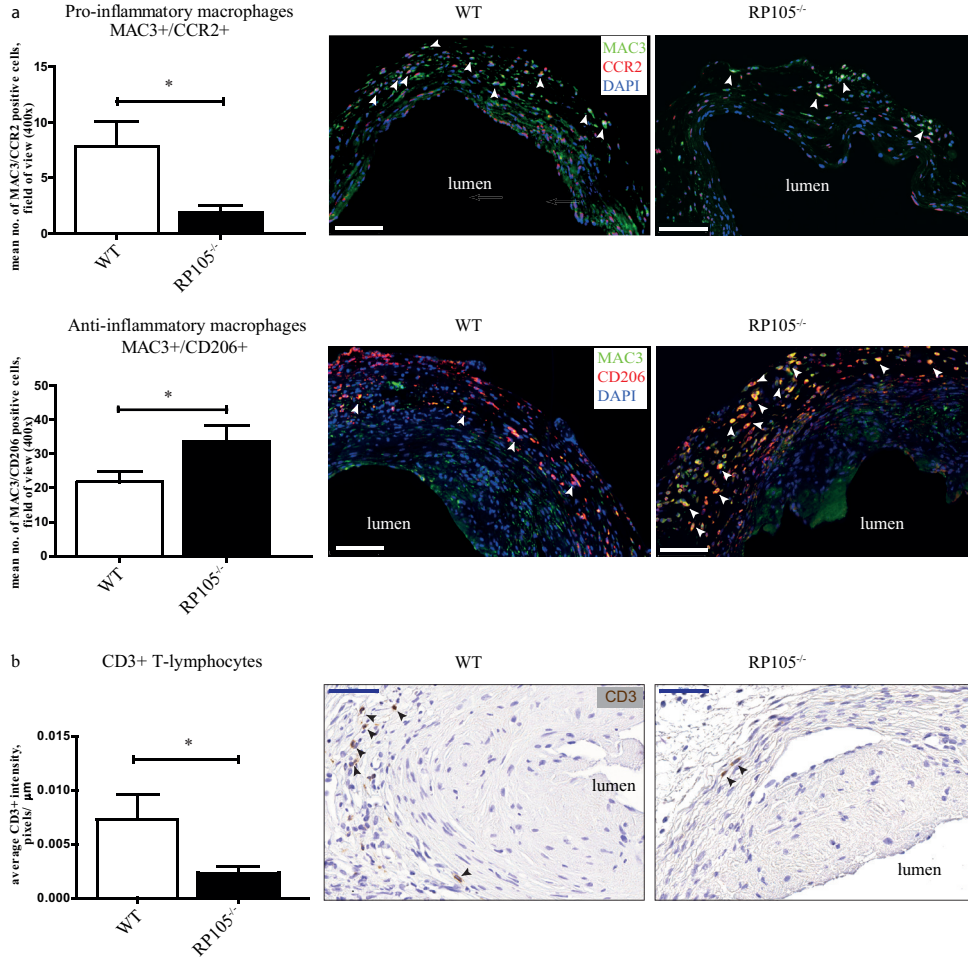 a
Pro-inflammatory macrophages
MAC3+/CCR2+
mean no. of MAC3/CCR2 positive cells,
field of view (400x)
15
10
5
0
*
WT
RP105-/-
WT
MAC3
CCR2
DAPI
lumen
RP105-/-
lumen
Anti-inflammatory macrophages
MAC3+/CD206+
mean no. of MAC3/CD206 positive cells,
field of view (400x)
50
40
30
20
10
0
*
WT
RP105-/-
WT
MAC3
CD206
DAPI
lumen
RP105-/-
lumen
b
CD3+ T-lymphocytes
average CD3+ intensity,
pixels/ μm
0.015
0.010
0.005
0.000
*
WT
RP105-/-
WT
CD3
lumen
RP105-/-
lumen